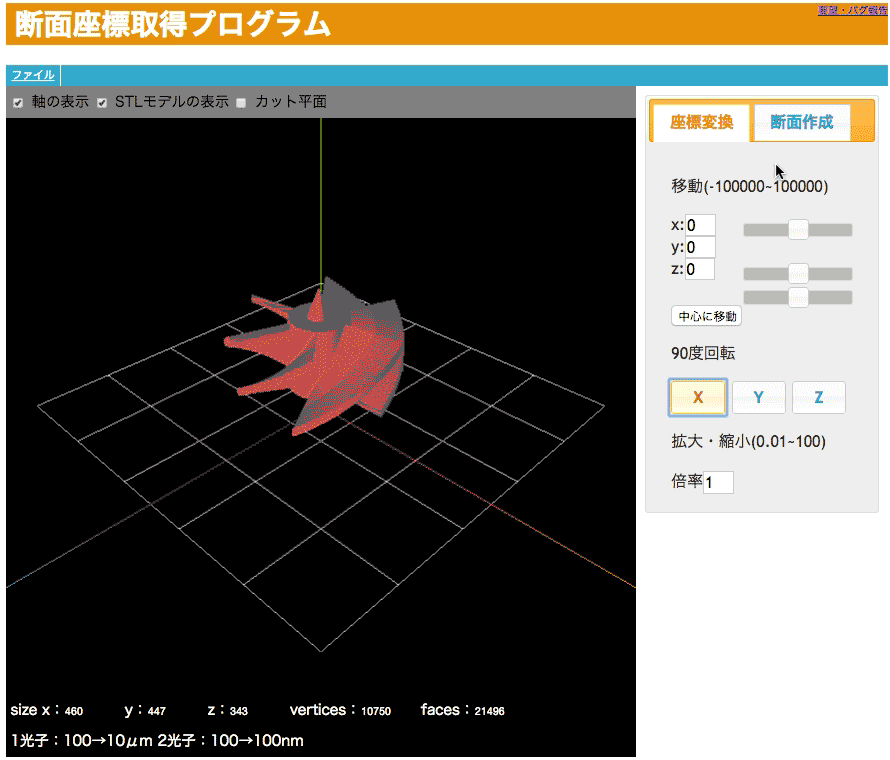 断面座標取得プログラム
要望・バグ報告
ファイル
軸の表示 STLモデルの表示 カット平面
座標変換 断面作成
移動(-100000~100000)
x:0
y:0
z:0
中心に移動
90度回転
X Y Z
拡大・縮小(0.01~100)
倍率1
size x：460 y：447 z：343 vertices：10750 faces：21496
1光子：100→10μm 2光子：100→100nm